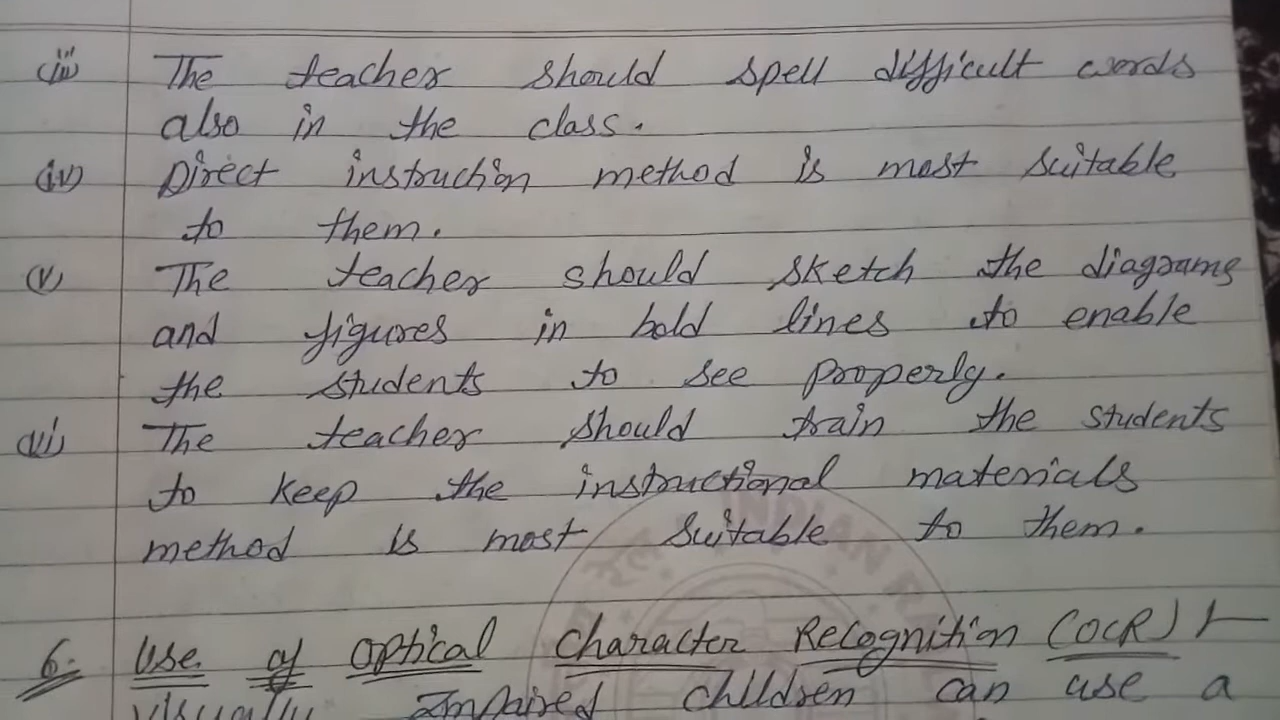 (iii) The teacher should spell difficult words
also in the class.
(iv) Direct instruction method is most suitable
to them.
(v) The teacher should sketch the diagrams
and figures in bold lines to enable
the students to see properly.
(vi) The teacher should train the students
to keep the instructional materials
method is most suitable to them.
INDIAN
6. Use of Optical Character Recognition (OCR) :-
visually Impaired children can use a